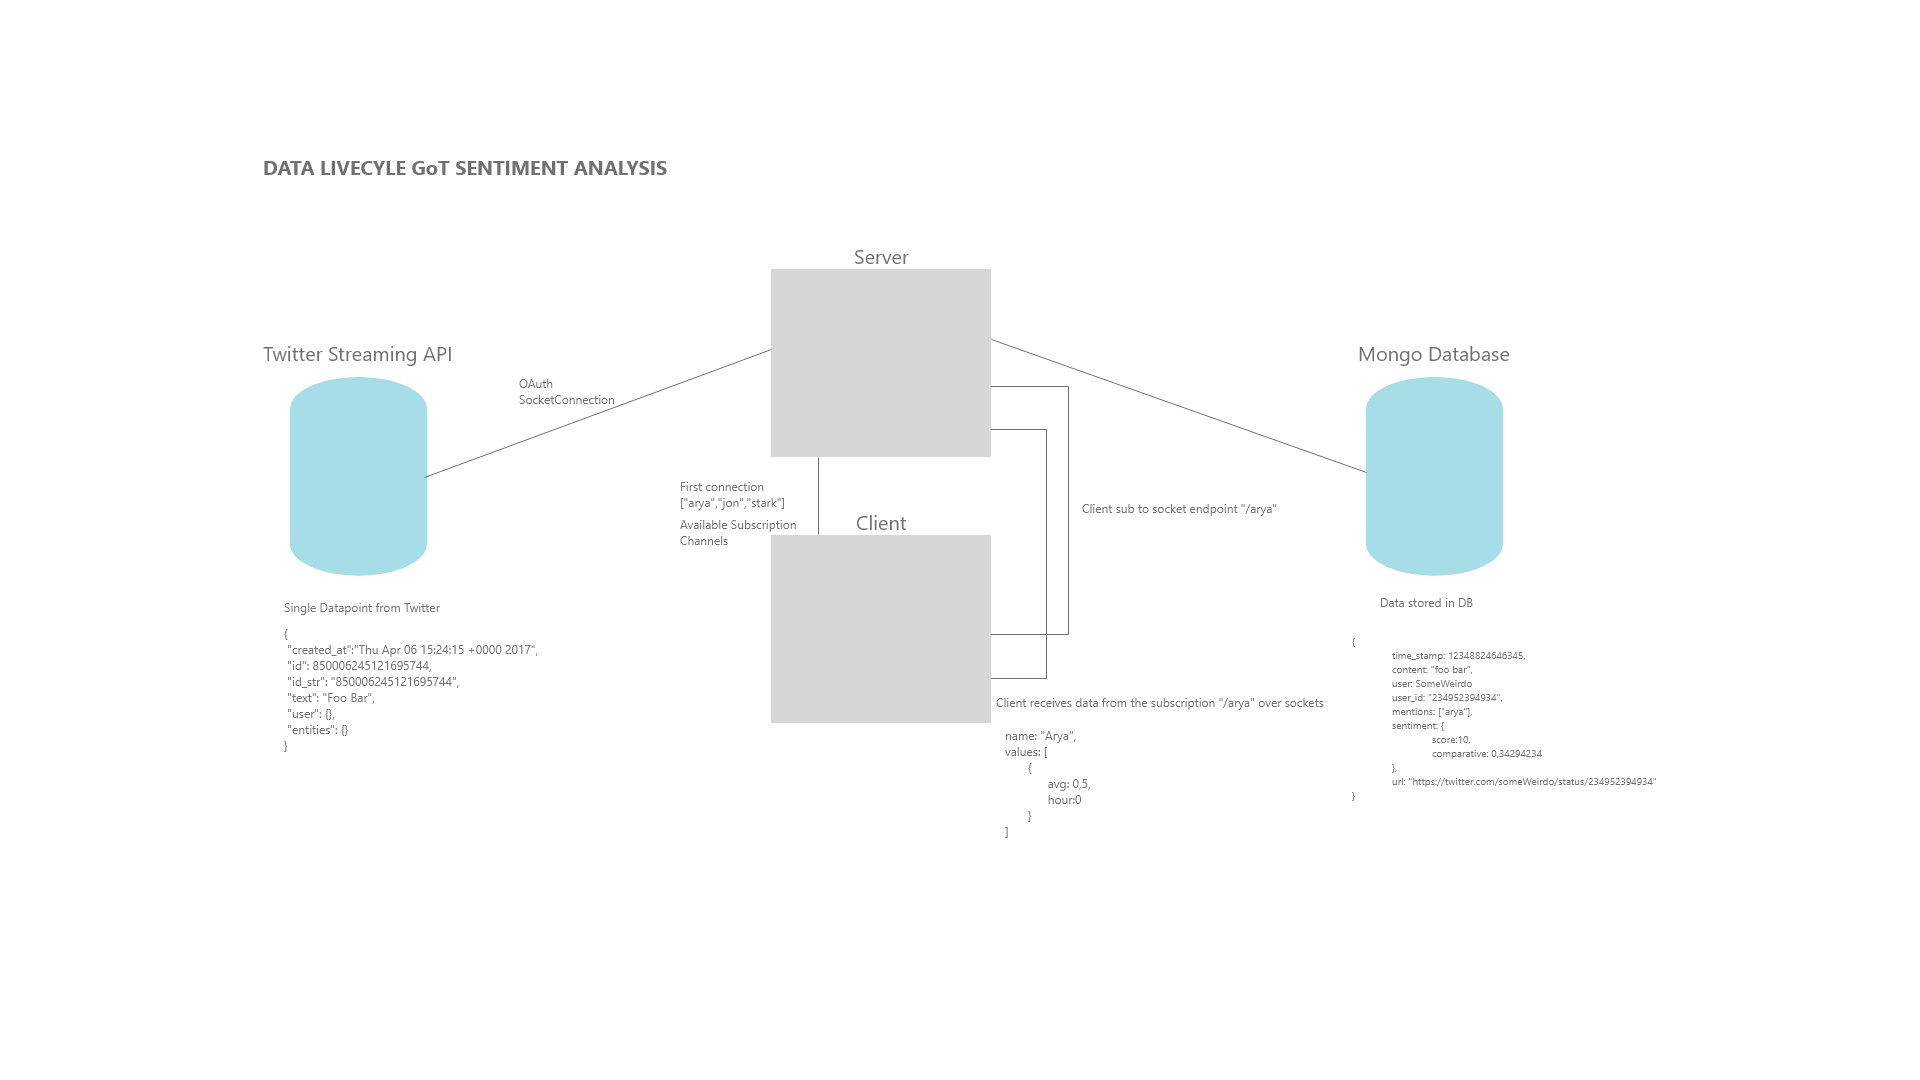 DATA LIVECYLE GoT SENTIMENT ANALYSIS
Server
Twitter Streaming API
Mongo Database
OAuth
SocketConnection
First connection
["arya","jon","stark"]
Available Subscription
Channels
Client
Client sub to socket endpoint "/arya"
Single Datapoint from Twitter
{
"created_at":"Thu Apr 06 15:24:15 +0000 2017",
"id": 850006245121695744,
"id_str": "850006245121695744",
"text": "Foo Bar",
"user": {},
"entities": {}
}
Client receives data from the subscription "/arya" over sockets
name: "Arya",
values: [
{
avg: 0,5,
hour:0
}
]
Data stored in DB
{
time_stamp: 12348824646345,
content: "foo bar",
user: SomeWeirdo
user_id: "234952394934",
mentions: ["arya"],
sentiment: {
score:10,
comparative: 0,34294234
},
url: "https://twitter.com/someWeirdo/status/234952394934"
}